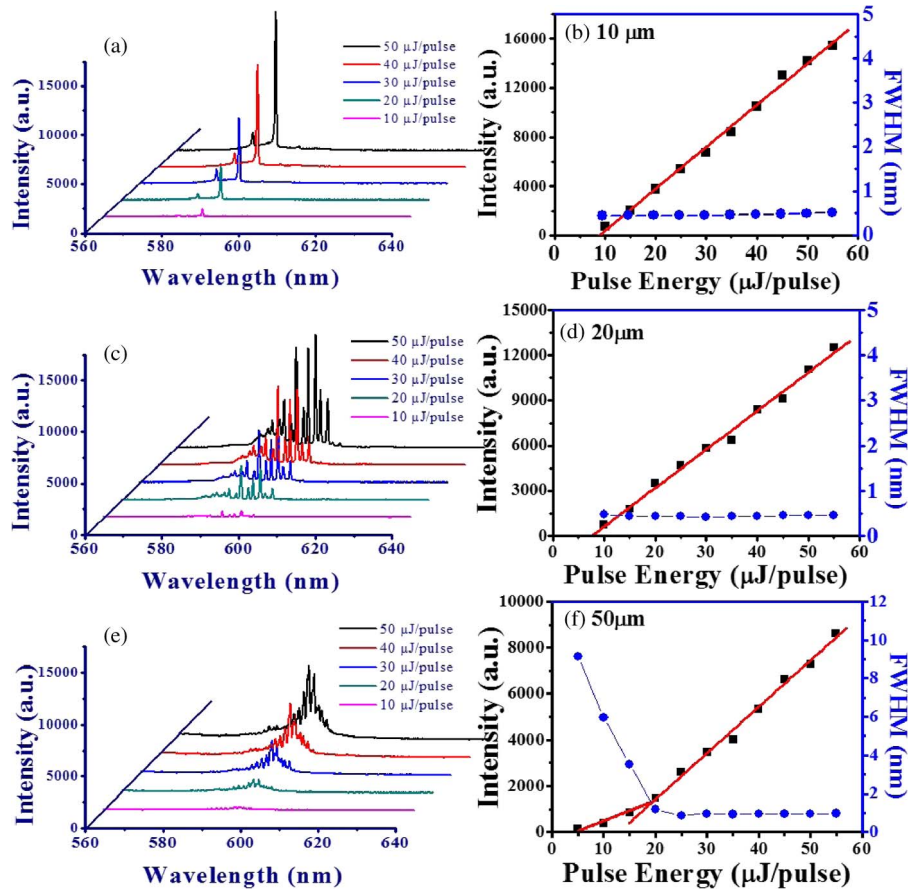 (a)
50 µJ/pulse
40 µJ/pulse
30 µJ/pulse
20 µJ/pulse
10 µJ/pulse
Intensity (a.u.)
15000
10000
5000
0
560 580 600 620 640
Wavelength (nm)
(b) 10 µm
Intensity (a.u.)
16000
12000
8000
4000
0
0 10 20 30 40 50 60
Pulse Energy (µJ/pulse)
FWHM (nm)
5
4
3
2
1
0
(c)
50 µJ/pulse
40 µJ/pulse
30 µJ/pulse
20 µJ/pulse
10 µJ/pulse
Intensity (a.u.)
15000
10000
5000
0
560 580 600 620 640
Wavelength (nm)
(d) 20µm
Intensity (a.u.)
15000
12000
9000
6000
3000
0
0 10 20 30 40 50 60
Pulse Energy (µJ/pulse)
FWHM (nm)
5
4
3
2
1
0
(e)
50 µJ/pulse
40 µJ/pulse
30 µJ/pulse
20 µJ/pulse
10 µJ/pulse
Intensity (a.u.)
15000
10000
5000
0
560 580 600 620 640
Wavelength (nm)
(f) 50µm
Intensity (a.u.)
10000
8000
6000
4000
2000
0
0 10 20 30 40 50 60
Pulse Energy (µJ/pulse)
FWHM (nm)
12
10
8
6
4
2
0